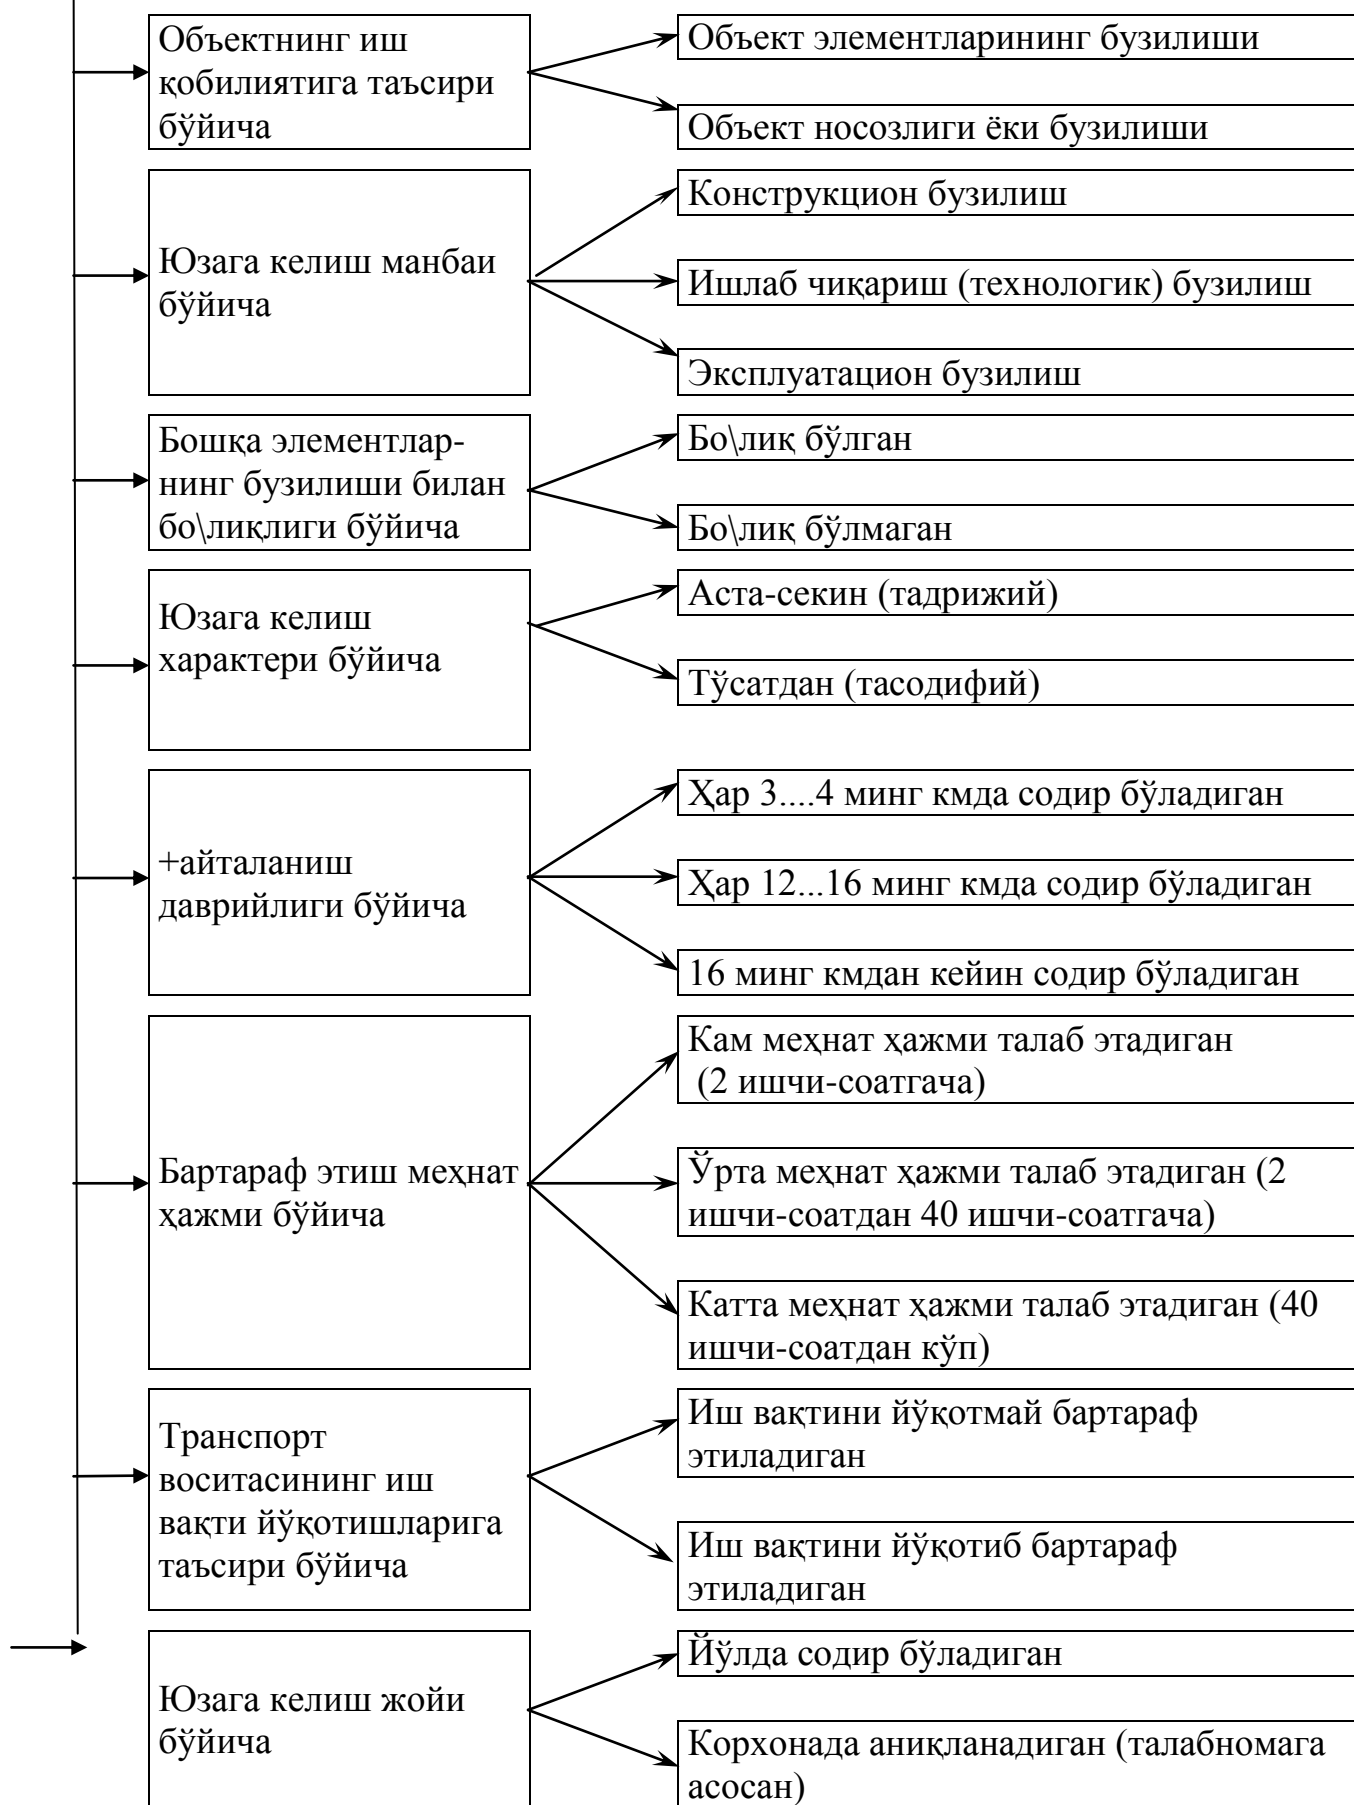 Объектнинг иш
қобилиятига таъсири
бўйича
Объект элементларининг бузилиши
Объект носозлиги ёки бузилиши
Юзага келиш манбаи
бўйича
Конструкцион бузилиш
Ишлаб чиқариш (технологик) бузилиш
Эксплуатацион бузилиш
Бошқа элементлар-
нинг бузилиши билан
бо\лиқлиги бўйича
Бо\лиқ бўлган
Бо\лиқ бўлмаган
Юзага келиш
характери бўйича
Аста-секин (тадрижий)
Тўсатдан (тасодифий)
+айталаниш
даврийлиги бўйича
Ҳар 3....4 минг кмда содир бўладиган
Ҳар 12...16 минг кмда содир бўладиган
16 минг кмдан кейин содир бўладиган
Бартараф этиш меҳнат
ҳажми бўйича
Кам меҳнат ҳажми талаб этадиган
(2 ишчи-соатгача)
Ўрта меҳнат ҳажми талаб этадиган (2
ишчи-соатдан 40 ишчи-соатгача)
Катта меҳнат ҳажми талаб этадиган (40
ишчи-соатдан кўп)
Транспорт
воситасининг иш
вақти йўқотишларига
таъсири бўйича
Иш вақтини йўқотмай бартараф
этиладиган
Иш вақтини йўқотиб бартараф
этиладиган
Юзага келиш жойи
бўйича
Йўлда содир бўладиган
Корхонада аниқланадиган (талабномага
асосан)